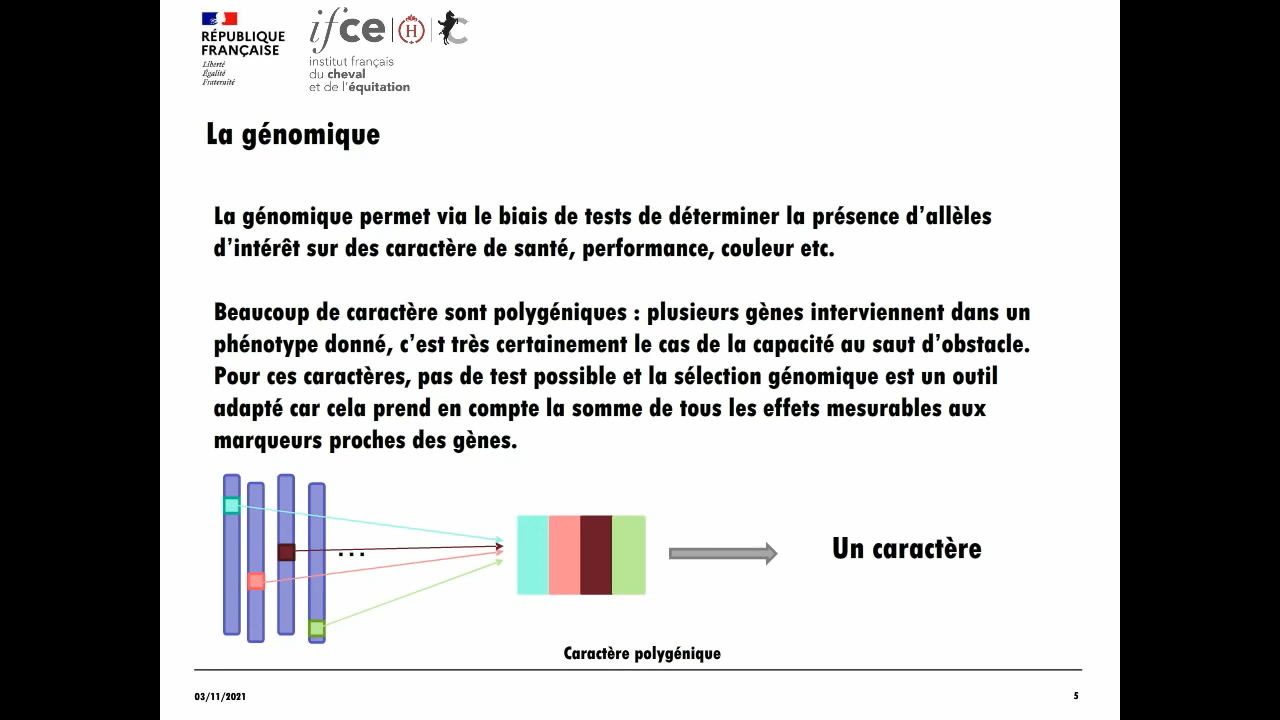 RÉPUBLIQUE
FRANÇAISE
Liberté
Égalité
Fraternité
ifce H C
institut français
du cheval
et de l'équitation
La génomique
La génomique permet via le biais de tests de déterminer la présence d'allèles
d'intérêt sur des caractère de santé, performance, couleur etc.
Beaucoup de caractère sont polygéniques : plusieurs gènes interviennent dans un
phénotype donné, c'est très certainement le cas de la capacité au saut d'obstacle.
Pour ces caractères, pas de test possible et la sélection génomique est un outil
adapté car cela prend en compte la somme de tous les effets mesurables aux
marqueurs proches des gènes.
...
Un caractère
Caractère polygénique
03/11/2021
5